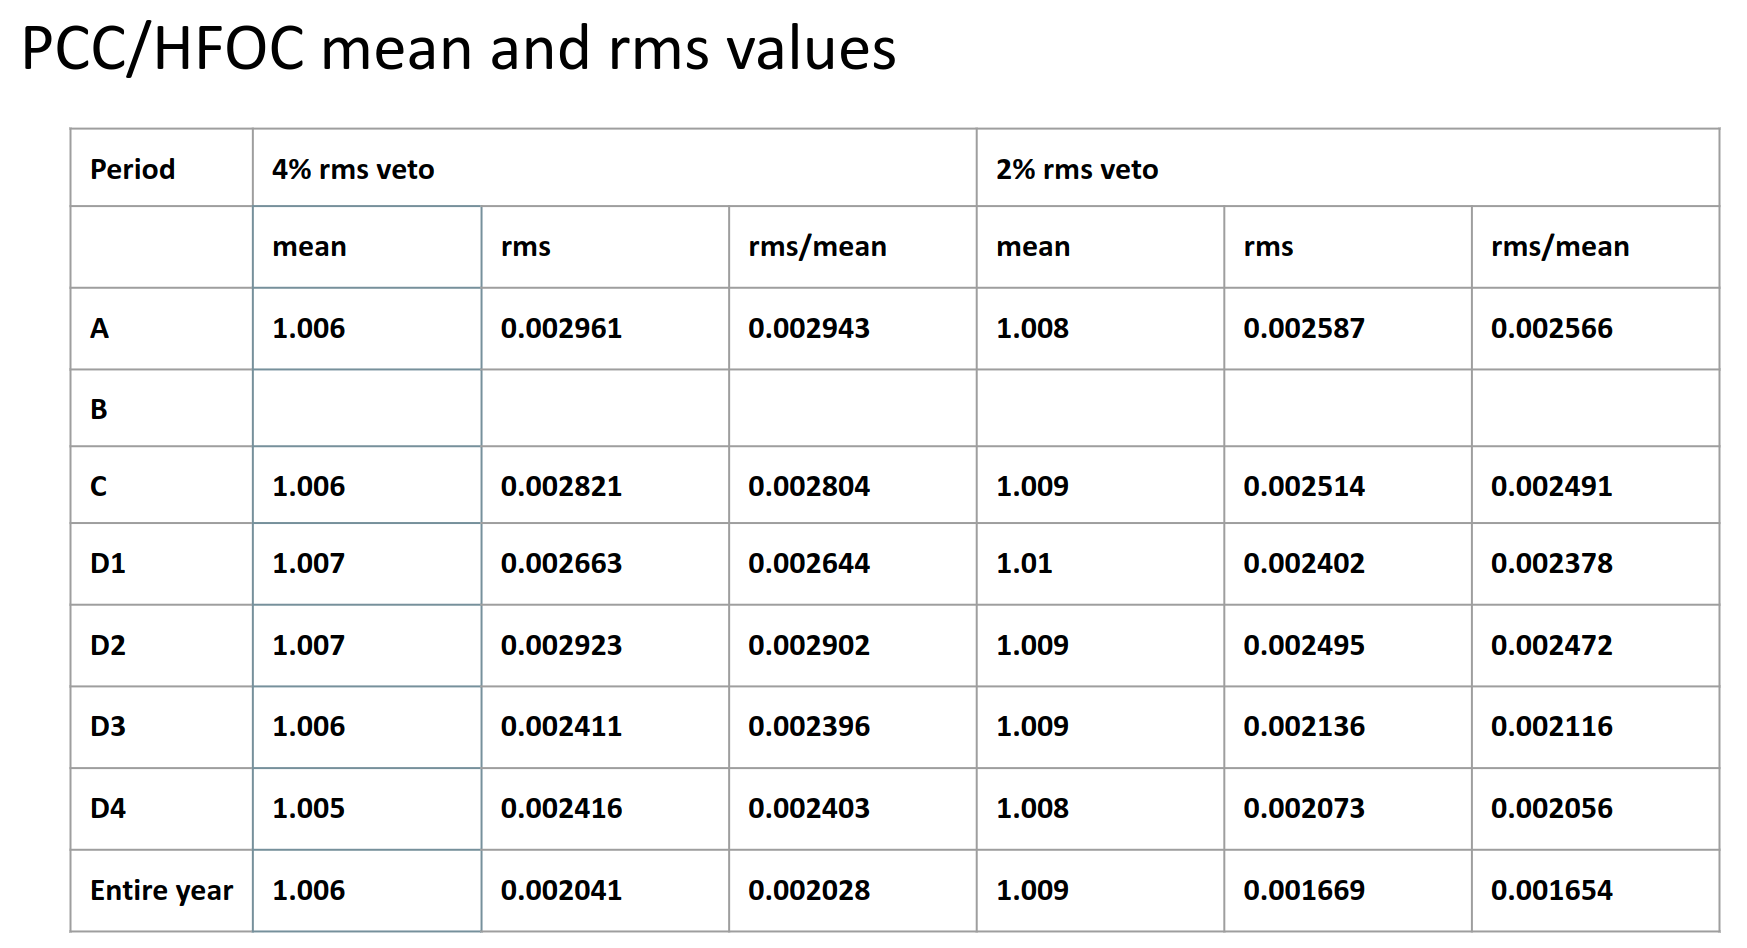 PCC/HFOC mean and rms values
Period 4% rms veto 2% rms veto
mean rms rms/mean mean rms rms/mean
A 1.006 0.002961 0.002943 1.008 0.002587 0.002566
B
C 1.006 0.002821 0.002804 1.009 0.002514 0.002491
D1 1.007 0.002663 0.002644 1.01 0.002402 0.002378
D2 1.007 0.002923 0.002902 1.009 0.002495 0.002472
D3 1.006 0.002411 0.002396 1.009 0.002136 0.002116
D4 1.005 0.002416 0.002403 1.008 0.002073 0.002056
Entire year 1.006 0.002041 0.002028 1.009 0.001669 0.001654